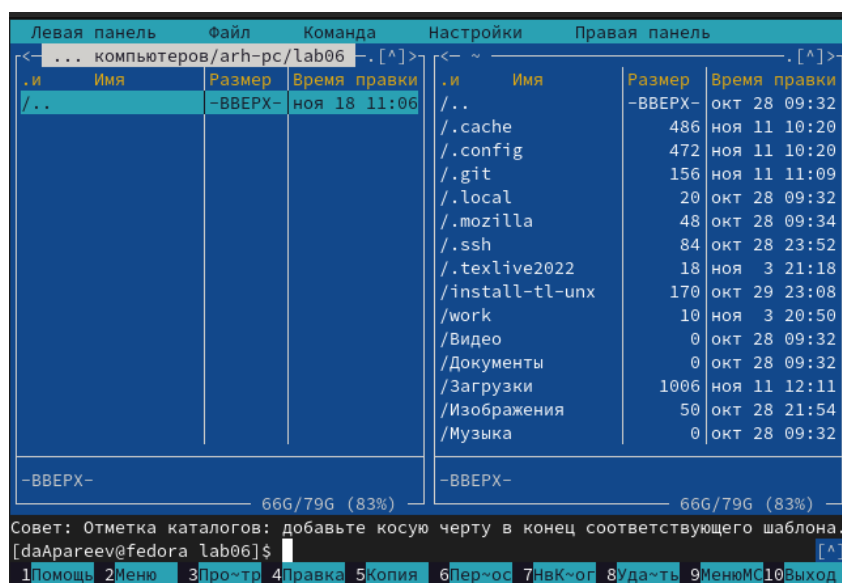 Левая панель Файл Команда Настройки Правая панель
<─ ... компьютеров/arh-pc/lab06 ─.[^]> <─ ~ ─.[^]>
.и Имя Размер Время правки .и Имя Размер Время правки
/.. -ВВЕРХ- ноя 18 11:06 /.. -ВВЕРХ- окт 28 09:32
/.cache 486 ноя 11 10:20
/.config 472 ноя 11 10:20
/.git 156 ноя 11 11:09
/.local 20 окт 28 09:32
/.mozilla 48 окт 28 09:34
/.ssh 84 окт 28 23:52
/.texlive2022 18 ноя 3 21:18
/install-tl-unx 170 окт 29 23:08
/work 10 ноя 3 20:50
/Видео 0 окт 28 09:32
/Документы 0 окт 28 09:32
/Загрузки 1006 ноя 11 12:11
/Изображения 50 окт 28 21:54
/Музыка 0 окт 28 09:32
-ВВЕРХ- -ВВЕРХ-
66G/79G (83%) 66G/79G (83%)
Совет: Отметка каталогов: добавьте косую черту в конец соответствующего шаблона.
[daApareev@fedora lab06]$ [^]
1Помощь 2Меню 3Про~тр 4Правка 5Копия 6Пер~ос 7НвК~ог 8Уда~ть 9МенюMC 10Выход